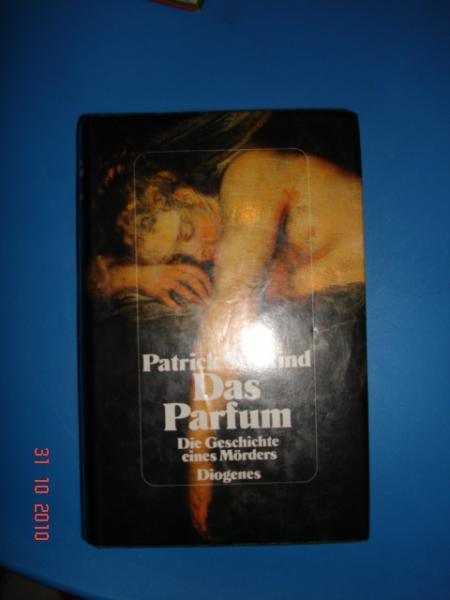 Patrick
Das
Parfum
Die Geschichte
eines Mörders
Diogenes
31 10 2010